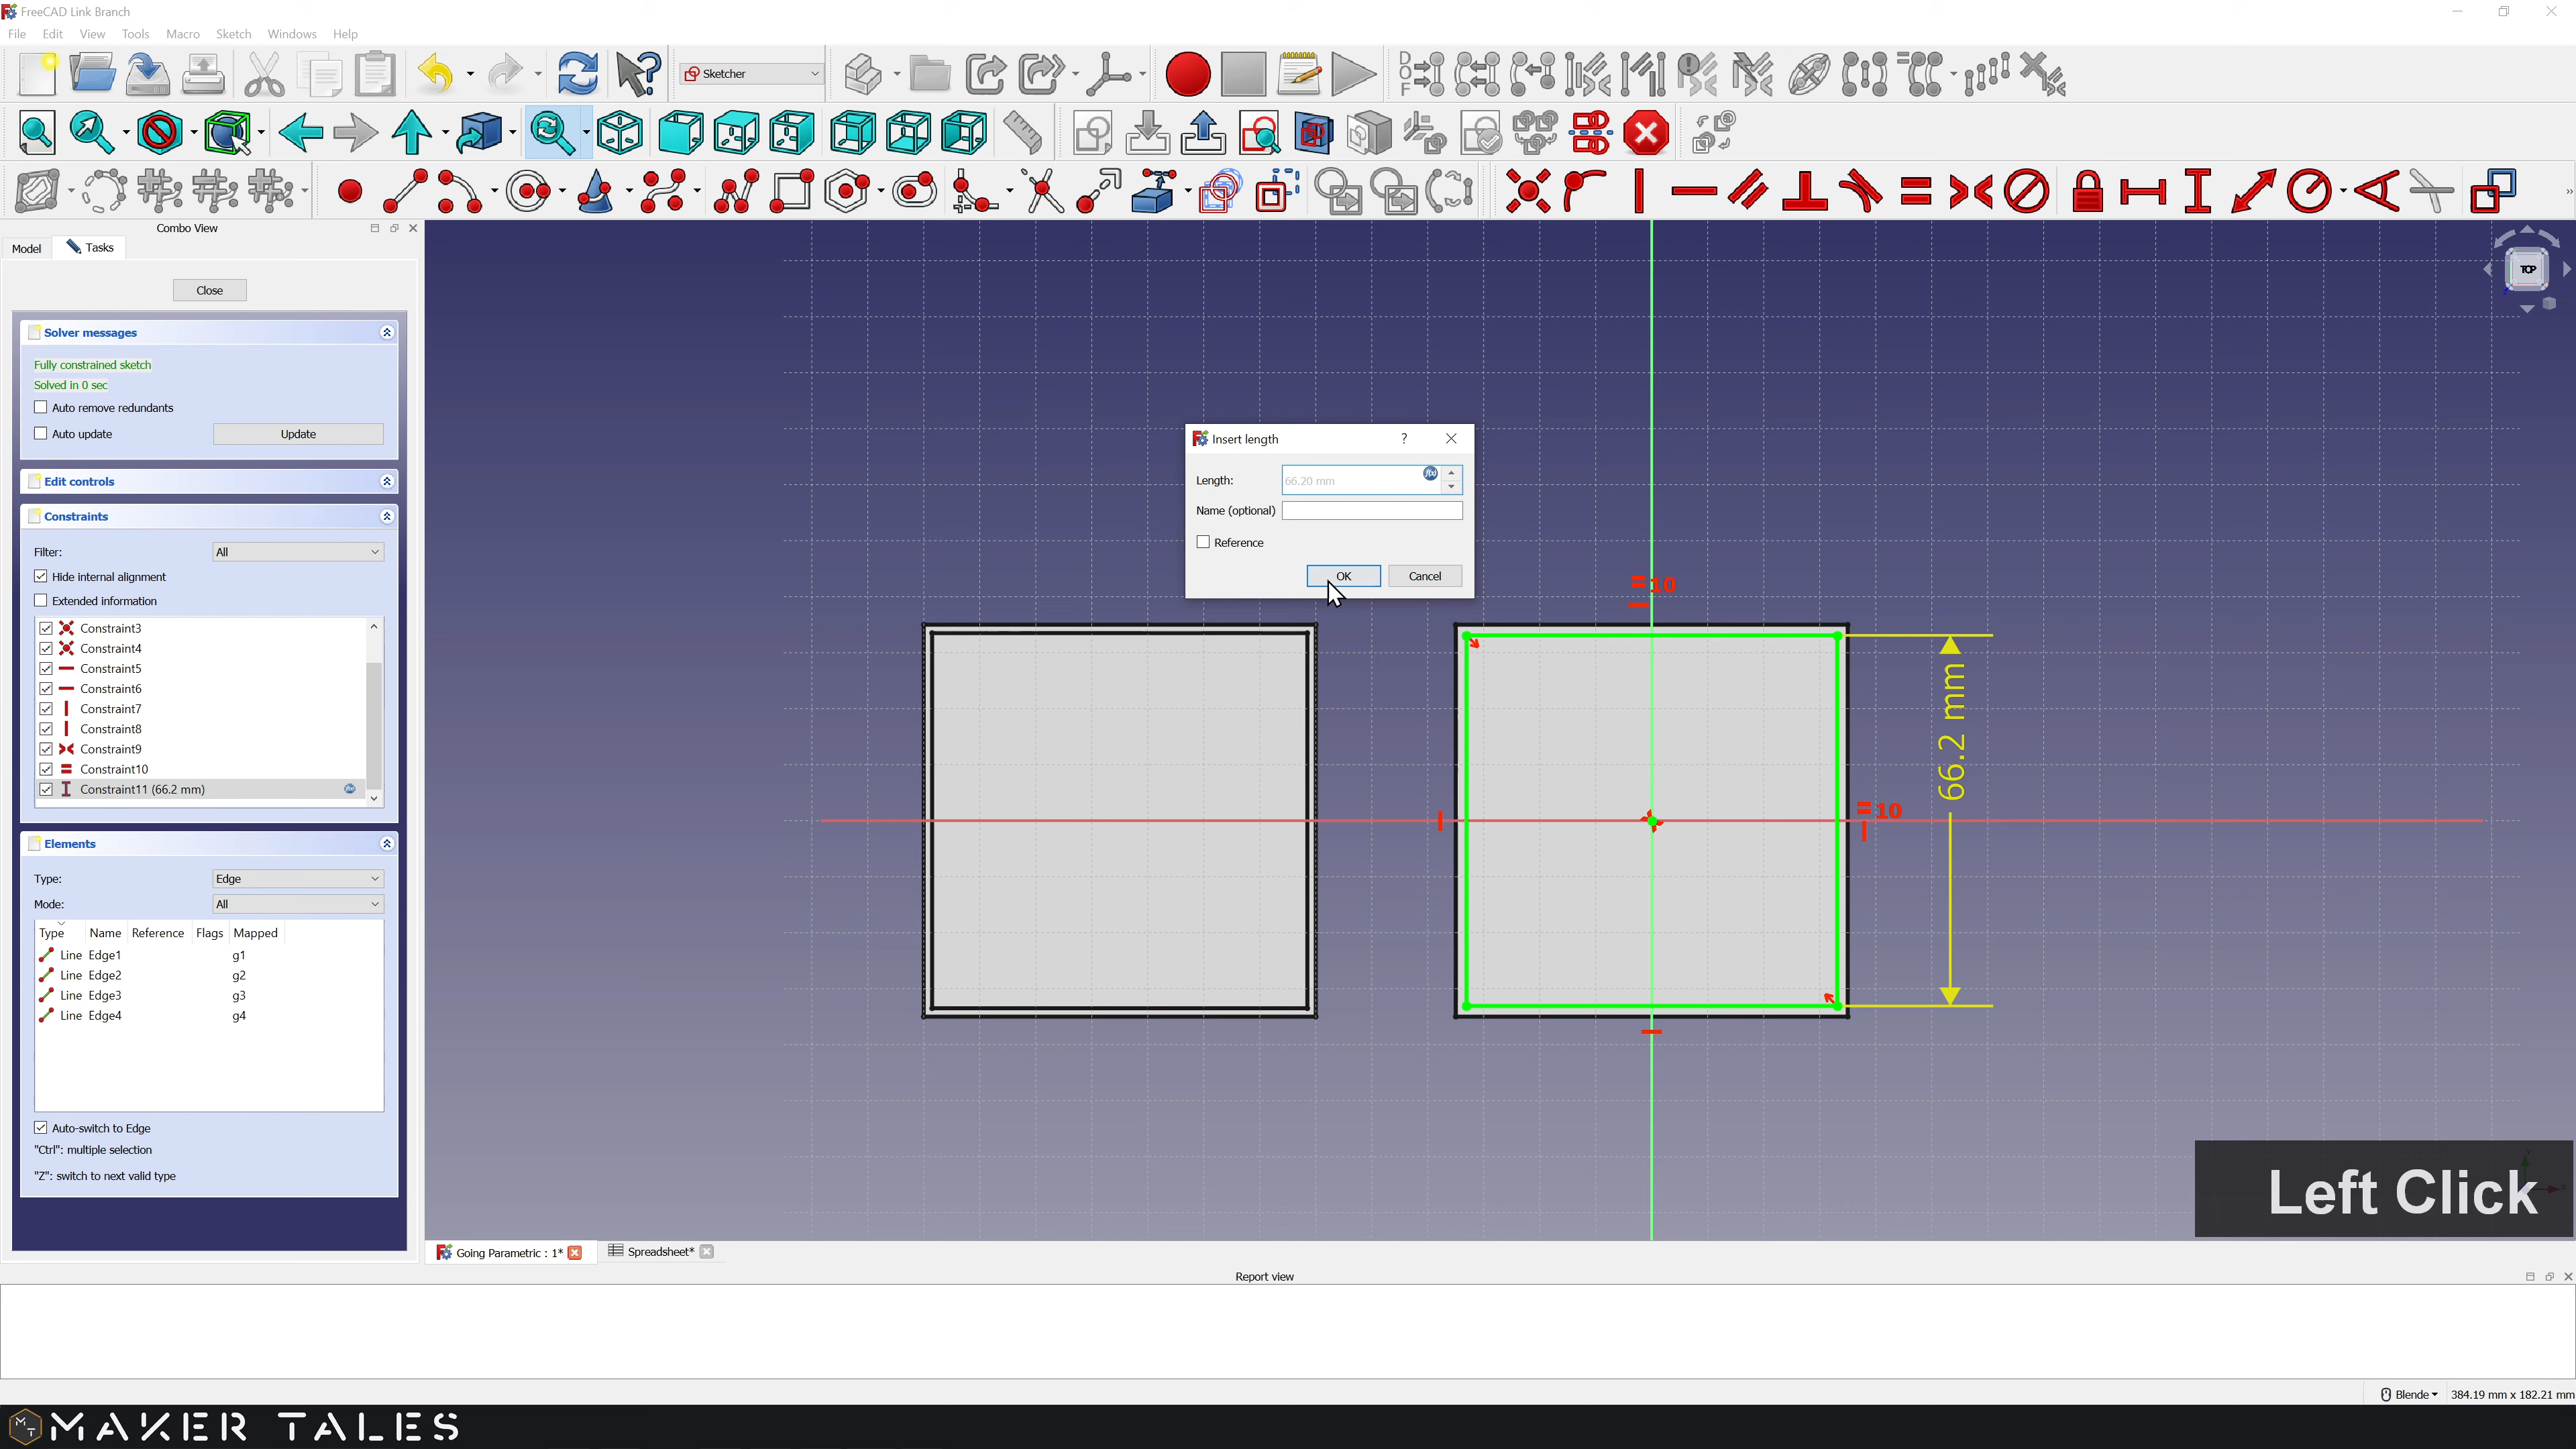 FreeCAD Link Branch
File Edit View Tools Macro Sketch Windows Help
Sketcher
DOF
Combo View
Model Tasks
Close
Solver messages
Fully constrained sketch
Solved in 0 sec
Auto remove redundants
Auto update Update
Edit controls
Constraints
Filter: All
Hide internal alignment
Extended information
Constraint3
Constraint4
Constraint5
Constraint6
Constraint7
Constraint8
Constraint9
Constraint10
Constraint11 (66.2 mm)
Elements
Type: Edge
Mode: All
Type Name Reference Flags Mapped
Line Edge1 g1
Line Edge2 g2
Line Edge3 g3
Line Edge4 g4
Auto-switch to Edge
"Ctrl": multiple selection
"Z": switch to next valid type
TOP
Insert length ?
Length: 66.20 mm
Name (optional)
Reference
OK Cancel
10
66.2 mm
10
Left Click
Going Parametric : 1* Spreadsheet*
Report view
Blende 384.19 mm x 182.21 mm
MT MAKER TALES